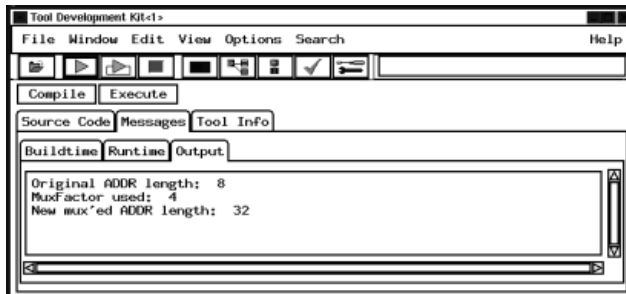 Tool Development Kit<1>
File Window Edit View Options Search Help
Compile Execute
Source Code Messages Tool Info
Buildtime Runtime Output
Original ADDR length: 8
MuxFactor used: 4
New mux'ed ADDR length: 32